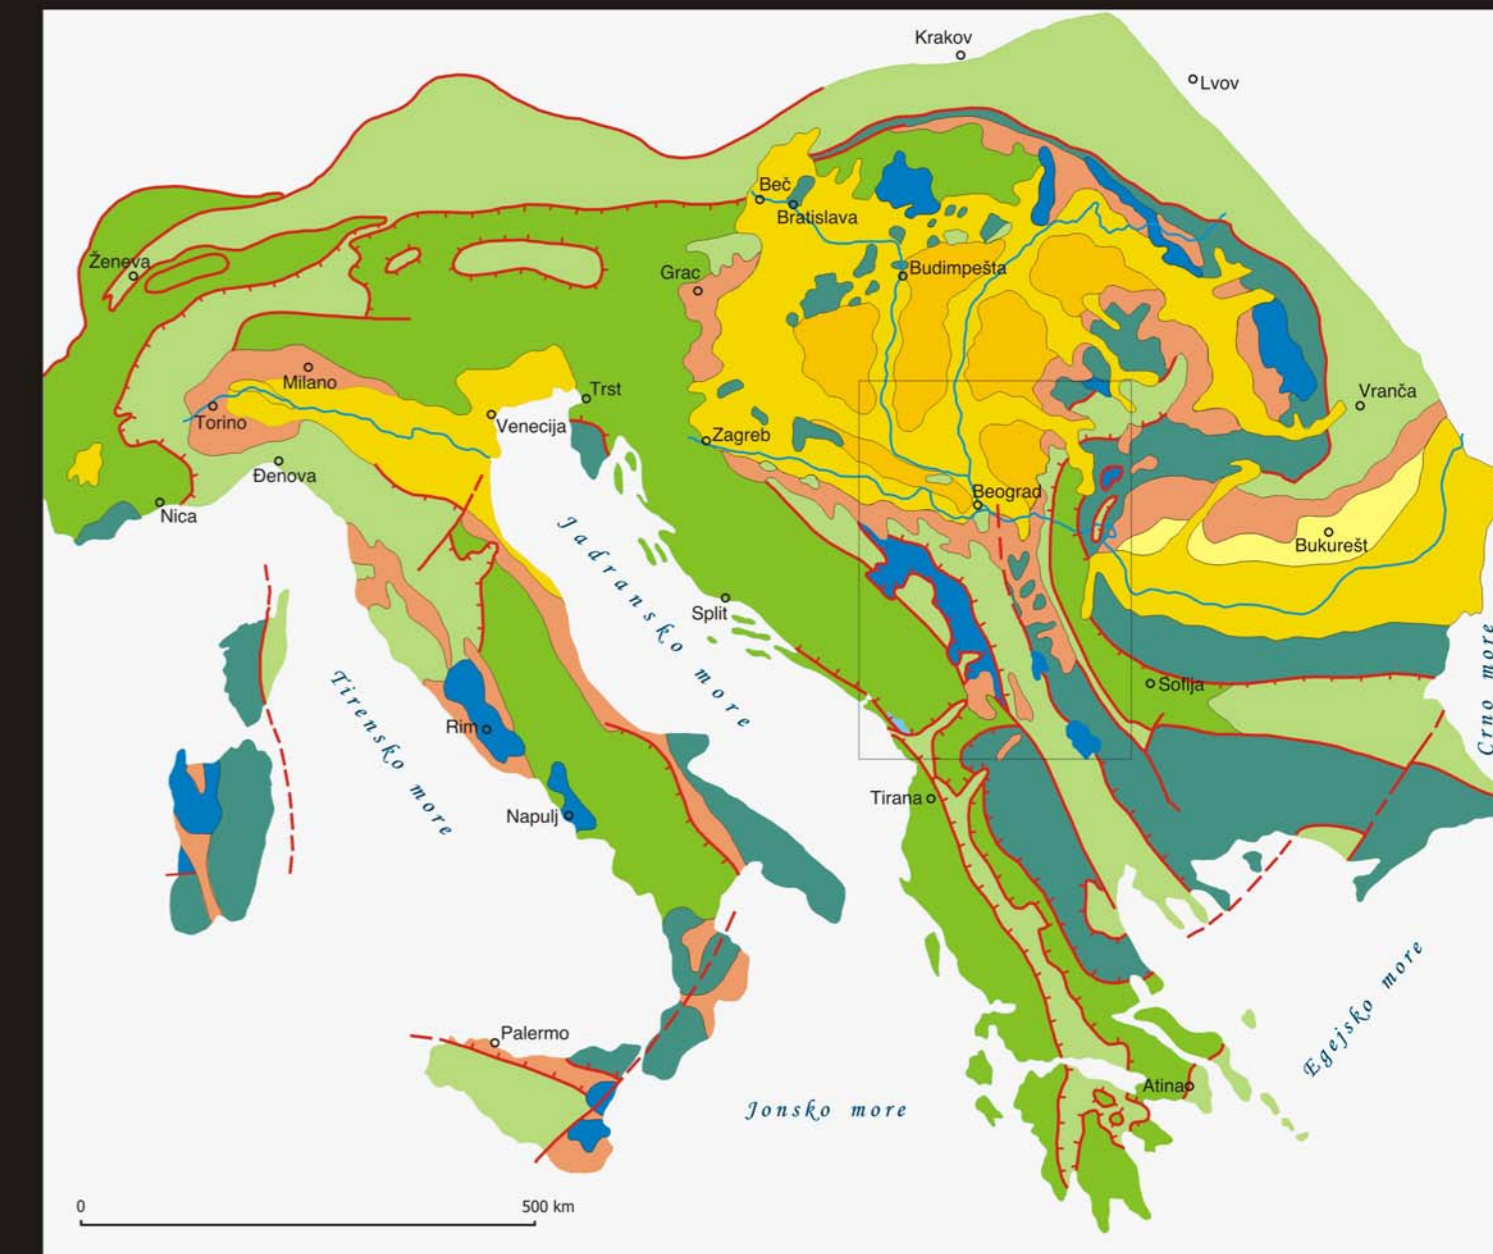 Krakov
Lvov
Beč
Bratislava
Ženeva
Grac
Budimpešta
Milano
Trst
Vranča
Torino
Venecija
Zagreb
Đenova
Beograd
Nica
Bukurešt
Jadransko more
Split
Crno more
Sofija
Tirensko more
Rim
Tirana
Napulj
Egejsko more
Palermo
Atina
Jonsko more
0 500 km